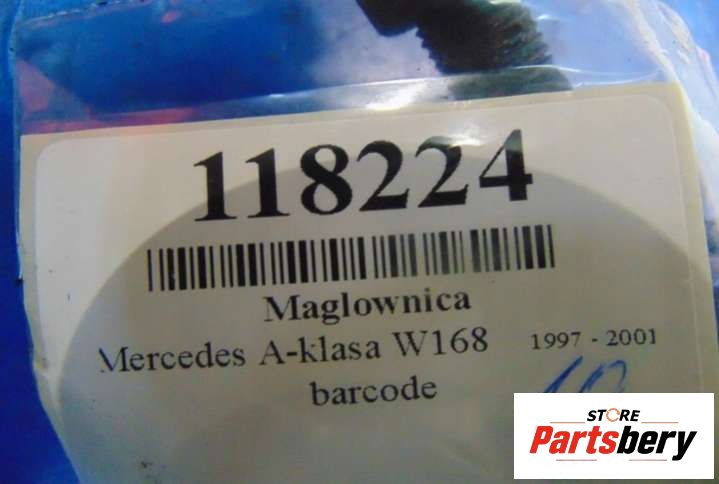 118224
Maglownica
Mercedes A-klasa W168 1997 - 2001
barcode
STORE
Partsbery